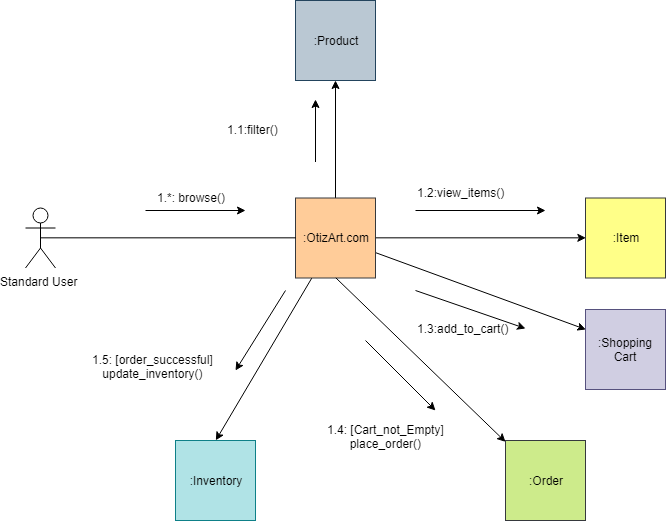 :Product
1.1:filter()
1.*: browse()
1.2:view_items()
:OtizArt.com
:Item
Standard User
1.3:add_to_cart()
:Shopping
Cart
1.5: [order_successful]
update_inventory()
1.4: [Cart_not_Empty]
place_order()
:Inventory
:Order